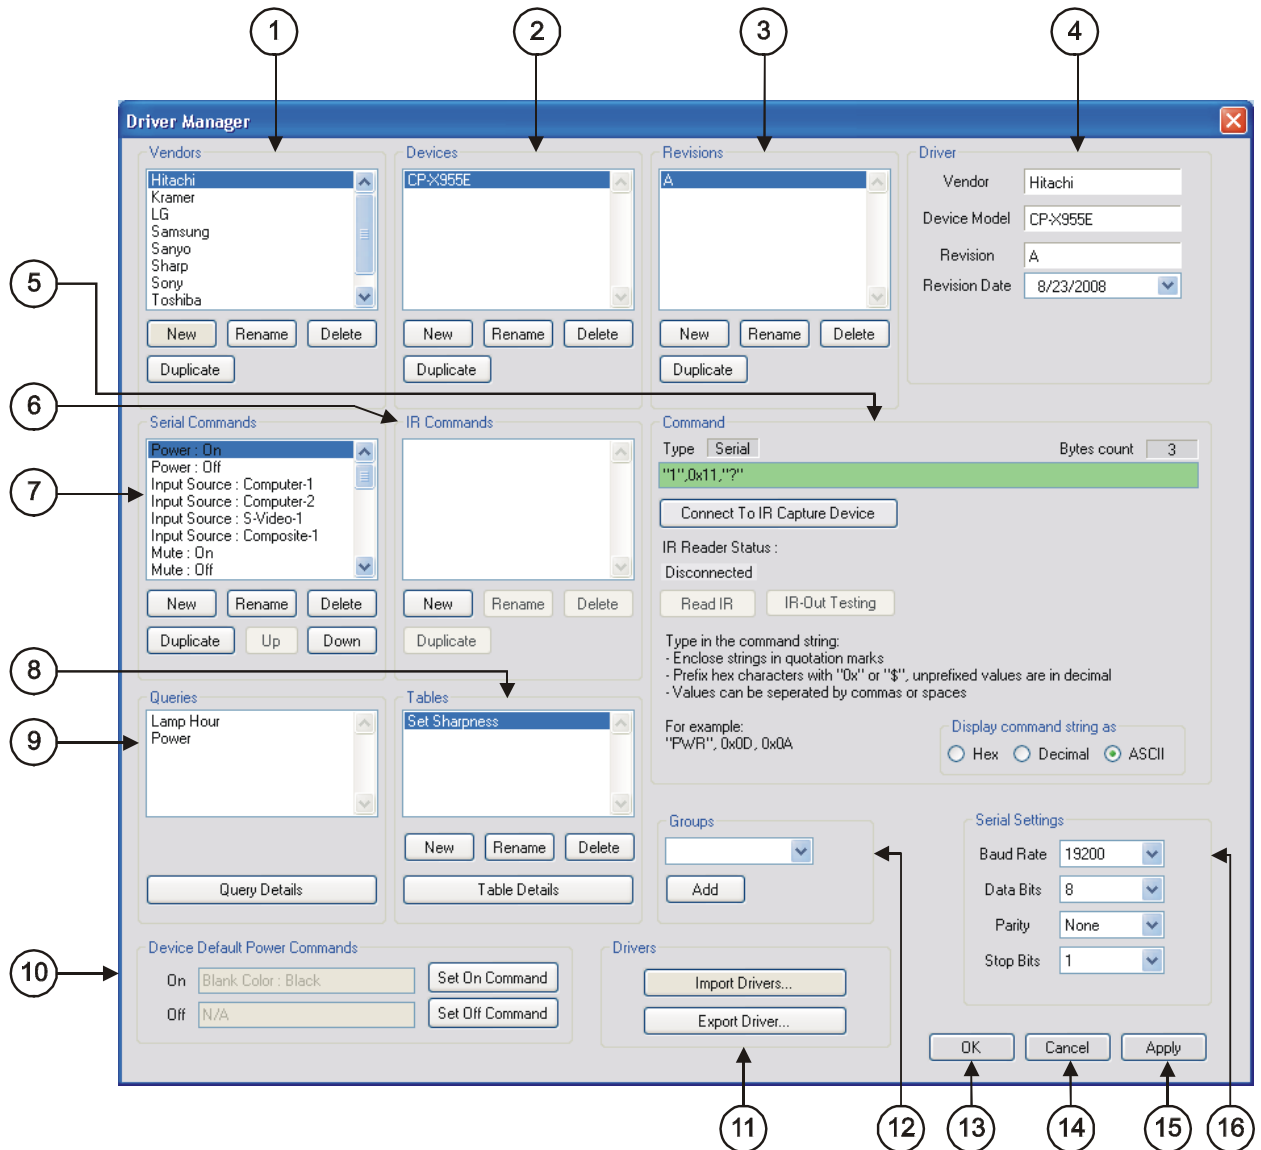 1
2
3
4
Driver Manager
Vendors
Hitachi
Kramer
LG
Samsung
Sanyo
Sharp
Sony
Toshiba
New
Rename
Delete
Duplicate
Devices
CP-X955E
New
Rename
Delete
Duplicate
Revisions
A
New
Rename
Delete
Duplicate
Driver
Vendor
Hitachi
Device Model
CP-X955E
Revision
A
Revision Date
8/23/2008
5
6
7
Serial Commands
Power : On
Power : Off
Input Source : Computer-1
Input Source : Computer-2
Input Source : S-Video-1
Input Source : Composite-1
Mute : On
Mute : Off
New
Rename
Delete
Duplicate
Up
Down
IR Commands
New
Rename
Delete
Duplicate
Command
Type
Serial
Bytes count
3
"1",0x11,"?"
Connect To IR Capture Device
IR Reader Status :
Disconnected
Read IR
IR-Out Testing
Type in the command string:
- Enclose strings in quotation marks
- Prefix hex characters with "0x" or "$", unprefixed values are in decimal
- Values can be seperated by commas or spaces
For example:
"PWR", 0x0D, 0x0A
Display command string as
Hex
Decimal
ASCII
8
9
Queries
Lamp Hour
Power
Query Details
Tables
Set Sharpness
New
Rename
Delete
Table Details
Groups
Add
Serial Settings
Baud Rate
19200
Data Bits
8
Parity
None
Stop Bits
1
10
Device Default Power Commands
On
Blank Color : Black
Set On Command
Off
N/A
Set Off Command
Drivers
Import Drivers...
Export Driver...
OK
Cancel
Apply
11
12
13
14
15
16